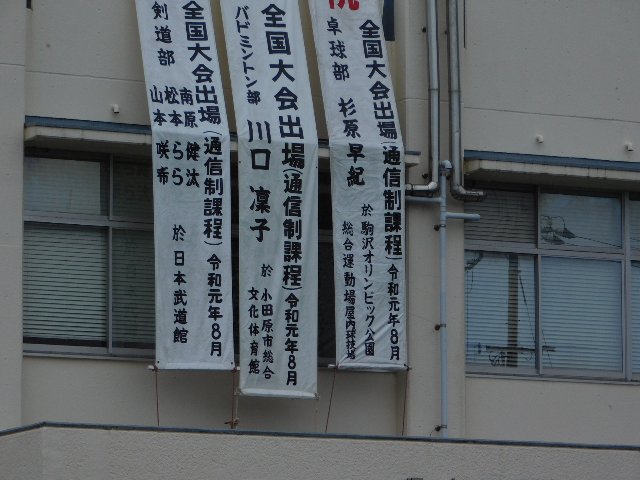 祝
全国大会出場(通信制課程)令和元年8月
卓球部 杉原早紀 於駒沢オリンピック公園
総合運動場屋内球技場
全国大会出場(通信制課程)令和元年8月
バドミントン部 川口凜子 於小田原市総合
文化体育館
全国大会出場(通信制課程)令和元年8月
剣道部 南原健汰
松本らら
山本咲希
於日本武道館